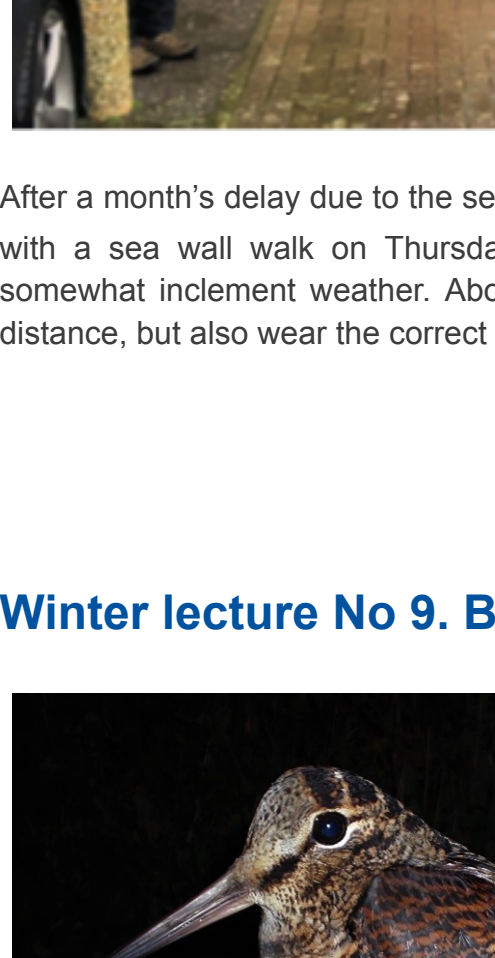 After a month’s delay due to the se
with a sea wall walk on Thursda
somewhat inclement weather. Abo
distance, but also wear the correct
Winter lecture No 9. B